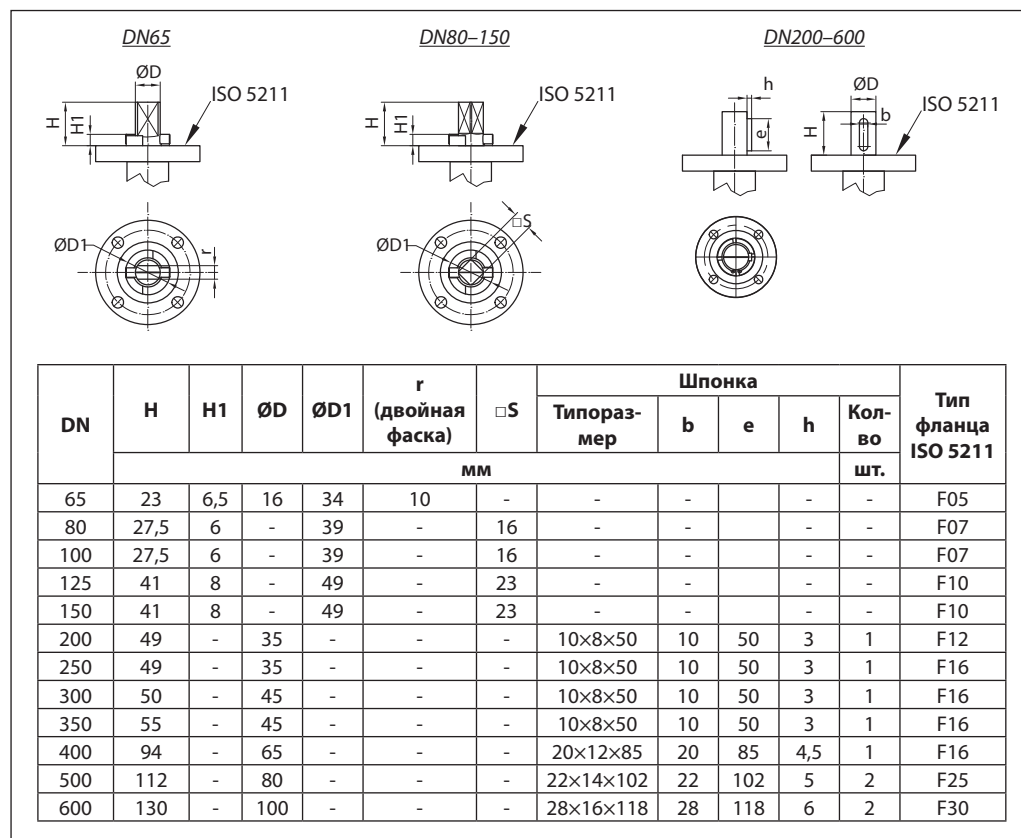 DN65
ØD
ISO 5211
H
H1
ØD1
r
DN80–150
ISO 5211
H
H1
ØD1
□S
DN200–600
h
e
ØD
b
H
ISO 5211
DN H H1 ØD ØD1 r (двойная фаска) □S Шпонка Тип фланца ISO 5211
Типораз-мер b e h Кол-во
мм шт.
65 23 6,5 16 34 10 - - - - - F05
80 27,5 6 - 39 - 16 - - - - - F07
100 27,5 6 - 39 - 16 - - - - - F07
125 41 8 - 49 - 23 - - - - - F10
150 41 8 - 49 - 23 - - - - - F10
200 49 - 35 - - - 10×8×50 10 50 3 1 F12
250 49 - 35 - - - 10×8×50 10 50 3 1 F16
300 50 - 45 - - - 10×8×50 10 50 3 1 F16
350 55 - 45 - - - 10×8×50 10 50 3 1 F16
400 94 - 65 - - - 20×12×85 20 85 4,5 1 F16
500 112 - 80 - - - 22×14×102 22 102 5 2 F25
600 130 - 100 - - - 28×16×118 28 118 6 2 F30